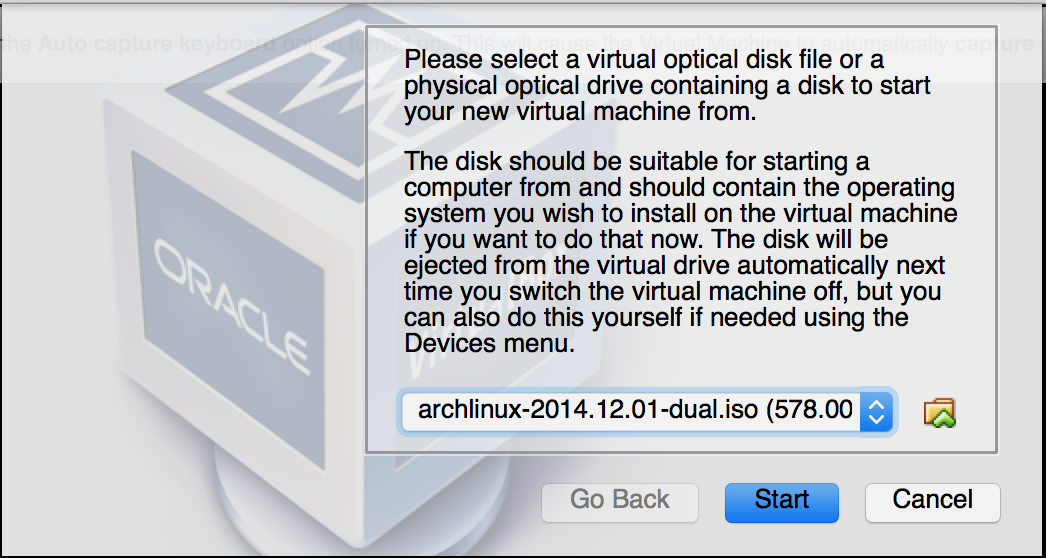 the Auto capture keyboard option turned on. This will cause the Virtual Machine to automatically capture
Please select a virtual optical disk file or a
physical optical drive containing a disk to start
your new virtual machine from.
The disk should be suitable for starting a
computer from and should contain the operating
system you wish to install on the virtual machine
if you want to do that now. The disk will be
ejected from the virtual drive automatically next
time you switch the virtual machine off, but you
can also do this yourself if needed using the
Devices menu.
ORACLE
archlinux-2014.12.01-dual.iso (578.00
Go Back
Start
Cancel